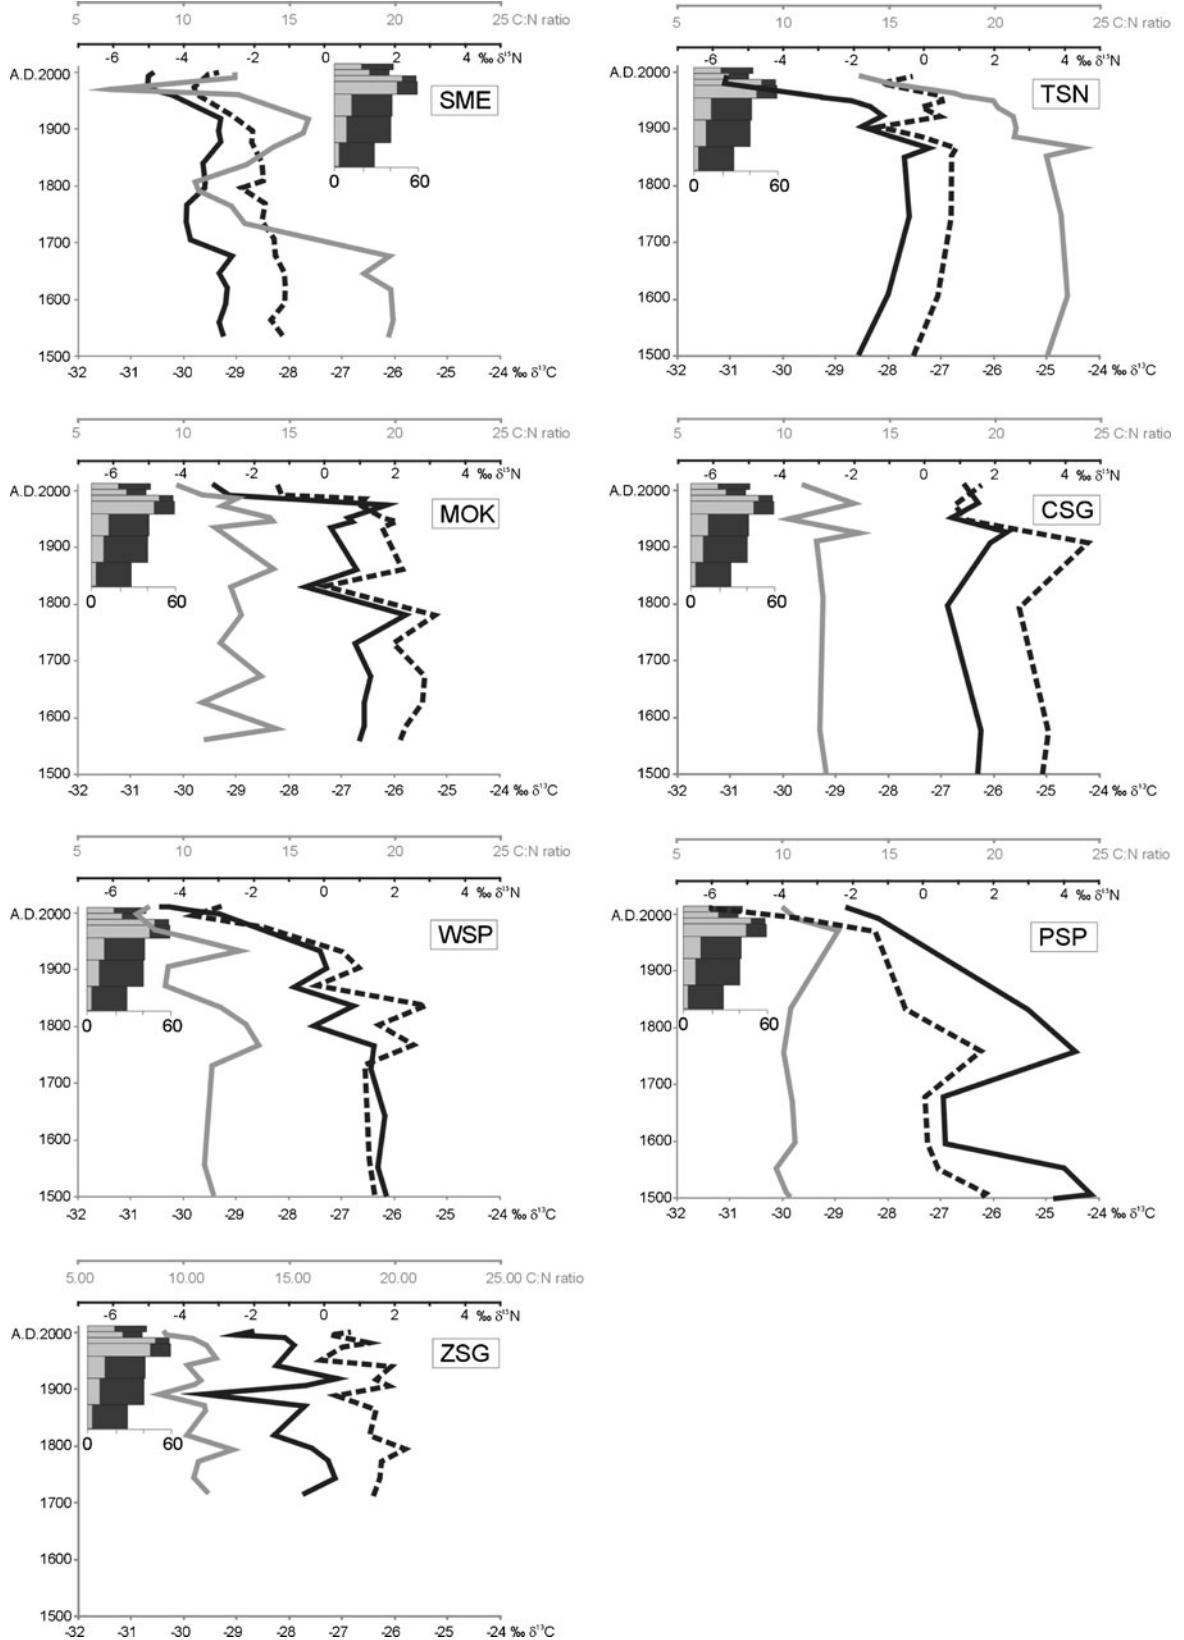 5 10 15 20 25 C:N ratio
-6 -4 -2 0 2 4 ‰ δ¹⁵N
A.D.2000
SME
1900
0 60
1800
1700
1600
1500
-32 -31 -30 -29 -28 -27 -26 -25 -24 ‰ δ¹³C
5 10 15 20 25 C:N ratio
-6 -4 -2 0 2 4 ‰ δ¹⁵N
A.D.2000
TSN
1900
0 60
1800
1700
1600
1500
-32 -31 -30 -29 -28 -27 -26 -25 -24 ‰ δ¹³C
5 10 15 20 25 C:N ratio
-6 -4 -2 0 2 4 ‰ δ¹⁵N
A.D.2000
MOK
1900
0 60
1800
1700
1600
1500
-32 -31 -30 -29 -28 -27 -26 -25 -24 ‰ δ¹³C
5 10 15 20 25 C:N ratio
-6 -4 -2 0 2 4 ‰ δ¹⁵N
A.D.2000
CSG
1900
0 60
1800
1700
1600
1500
-32 -31 -30 -29 -28 -27 -26 -25 -24 ‰ δ¹³C
5 10 15 20 25 C:N ratio
-6 -4 -2 0 2 4 ‰ δ¹⁵N
A.D.2000
WSP
1900
0 60
1800
1700
1600
1500
-32 -31 -30 -29 -28 -27 -26 -25 -24 ‰ δ¹³C
5 10 15 20 25 C:N ratio
-6 -4 -2 0 2 4 ‰ δ¹⁵N
A.D.2000
PSP
1900
0 60
1800
1700
1600
1500
-32 -31 -30 -29 -28 -27 -26 -25 -24 ‰ δ¹³C
5.00 10.00 15.00 20.00 25.00 C:N ratio
-6 -4 -2 0 2 4 ‰ δ¹⁵N
A.D.2000
ZSG
1900
0 60
1800
1700
1600
1500
-32 -31 -30 -29 -28 -27 -26 -25 -24 ‰ δ¹³C